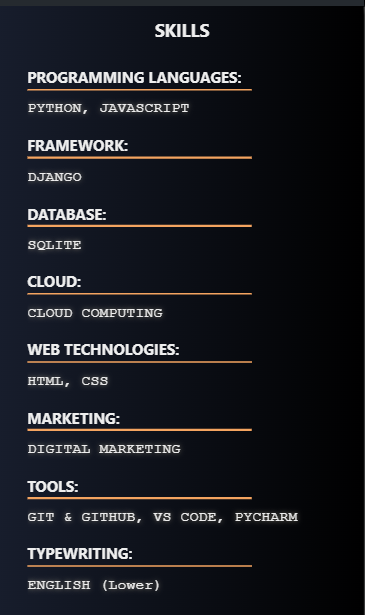 SKILLS
PROGRAMMING LANGUAGES:
PYTHON, JAVASCRIPT
FRAMEWORK:
DJANGO
DATABASE:
SQLITE
CLOUD:
CLOUD COMPUTING
WEB TECHNOLOGIES:
HTML, CSS
MARKETING:
DIGITAL MARKETING
TOOLS:
GIT & GITHUB, VS CODE, PYCHARM
TYPEWRITING:
ENGLISH (Lower)